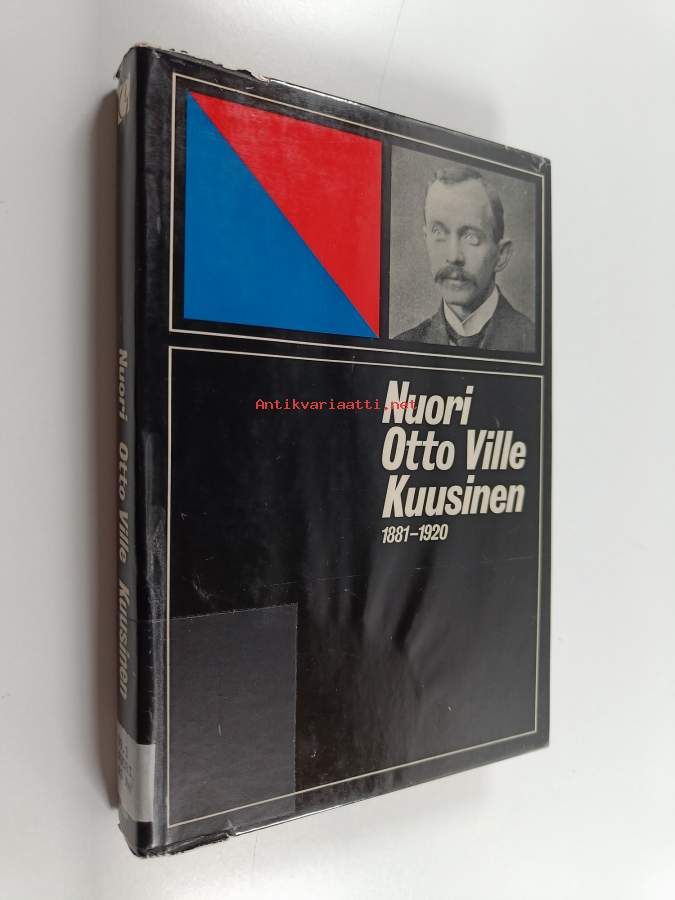 Antikvariaatti.net
Nuori
Otto Ville
Kuusinen
1881–1920
Nuori Otto Ville Kuusinen